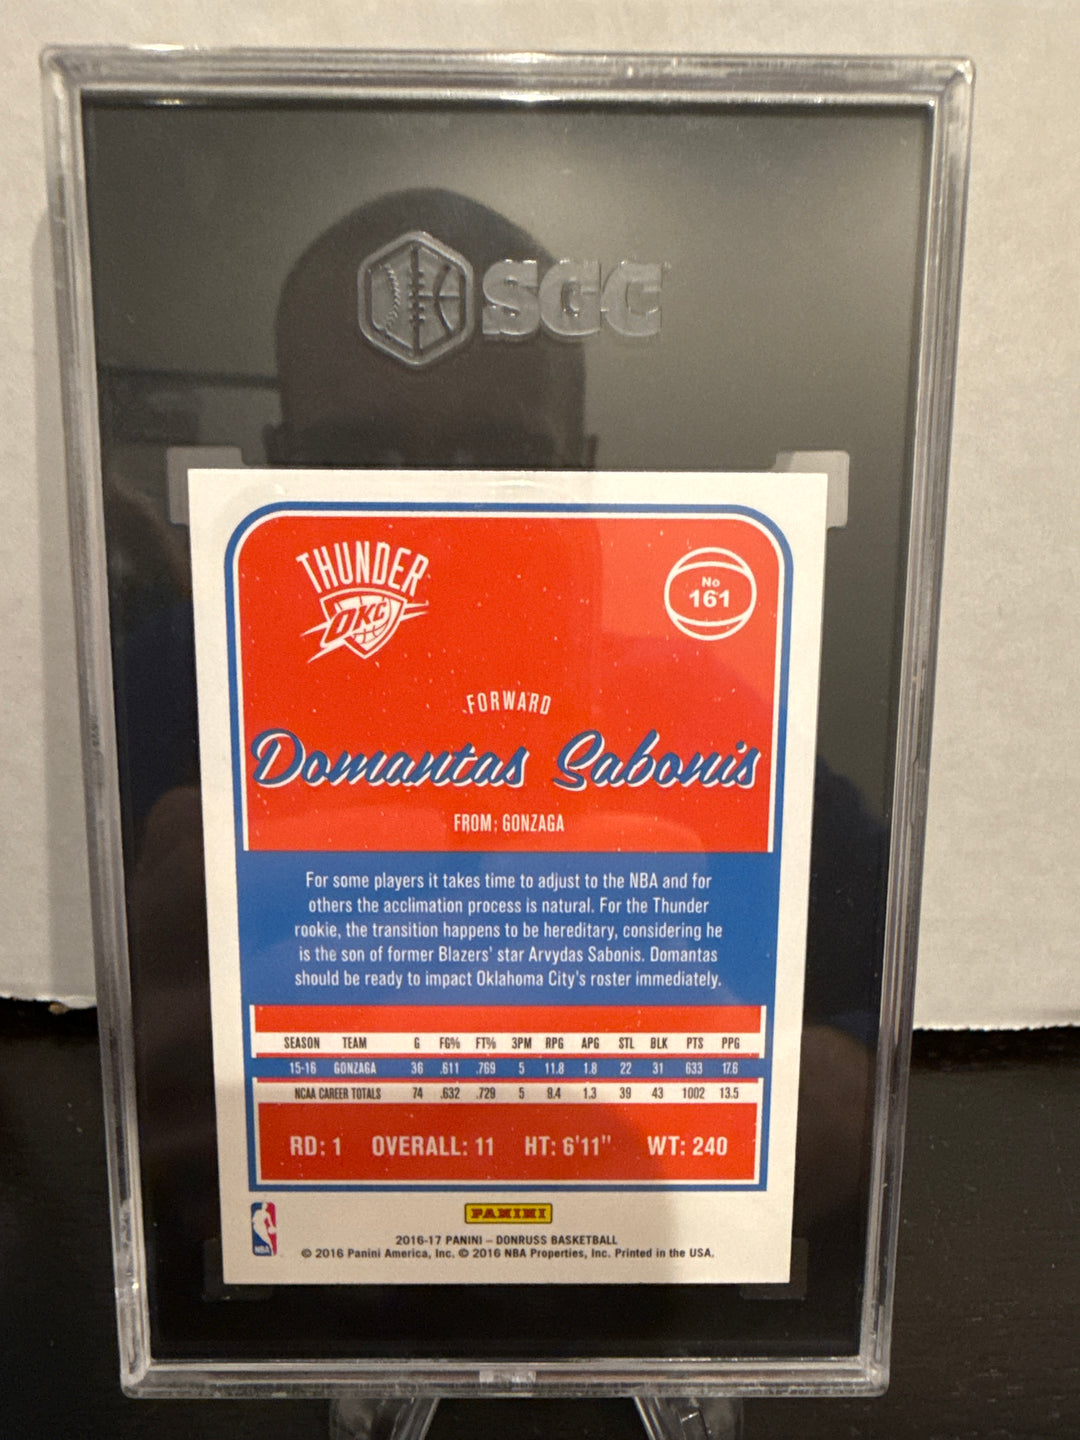 SGC
THUNDER
OKC
No
161
FORWARD
Domantas Sabonis
FROM: GONZAGA
For some players it takes time to adjust to the NBA and for
others the acclimation process is natural. For the Thunder
rookie, the transition happens to be hereditary, considering he
is the son of former Blazers' star Arvydas Sabonis. Domantas
should be ready to impact Oklahoma City's roster immediately.
SEASON TEAM G FG% FT% 3PM RPG APG STL BLK PTS PPG
15-16 GONZAGA 36 .611 .769 5 11.8 1.8 22 31 633 17.6
NCAA CAREER TOTALS 74 .632 .729 5 9.4 1.3 39 43 1002 13.5
RD: 1 OVERALL: 11 HT: 6'11" WT: 240
PANINI
NBA
2016-17 PANINI – DONRUSS BASKETBALL
© 2016 Panini America, Inc. © 2016 NBA Properties, Inc. Printed in the USA.